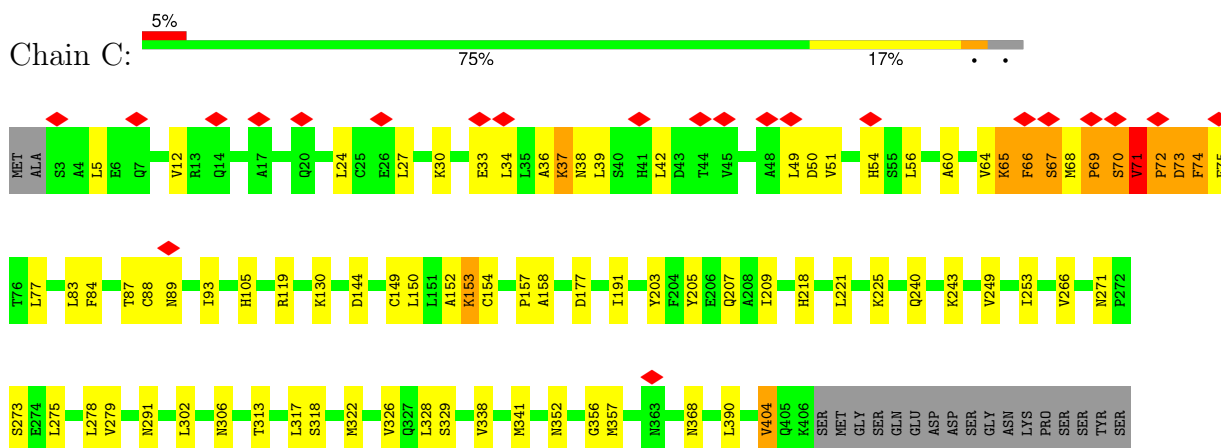 5%
Chain C:
75% 17% • •
MET ALA S3 A4 L5 E6 Q7 V12 R13 Q14 A17 Q20 L24 C25 E26 L27 K30 E33 L34 L35 A36 K37 N38 L39 S40 H41 L42 D43 T44 V45 A48 L49 D50 V51 H54 S55 L56 A60 V64 K65 F66 S67 M68 P69 S70 V71 P72 D73 F74
T76 L77 L83 F84 T87 C88 N89 I93 H105 R119 K130 D144 C149 L150 L151 A152 K153 C154 P157 A158 D177 I191 Y203 F204 Y205 E206 Q207 A208 I209 H218 L221 K225 Q240 K243 V249 I253 V266 N271 P272
S273 E274 L275 L278 V279 N291 L302 N306 T313 L317 S318 M322 V326 Q327 L328 S329 V338 M341 N352 G356 M357 N363 N368 L390 V404 Q405 K406 SER MET GLY SER GLN GLU ASP ASP SER GLY ASN LYS PRO SER SER TYR SER